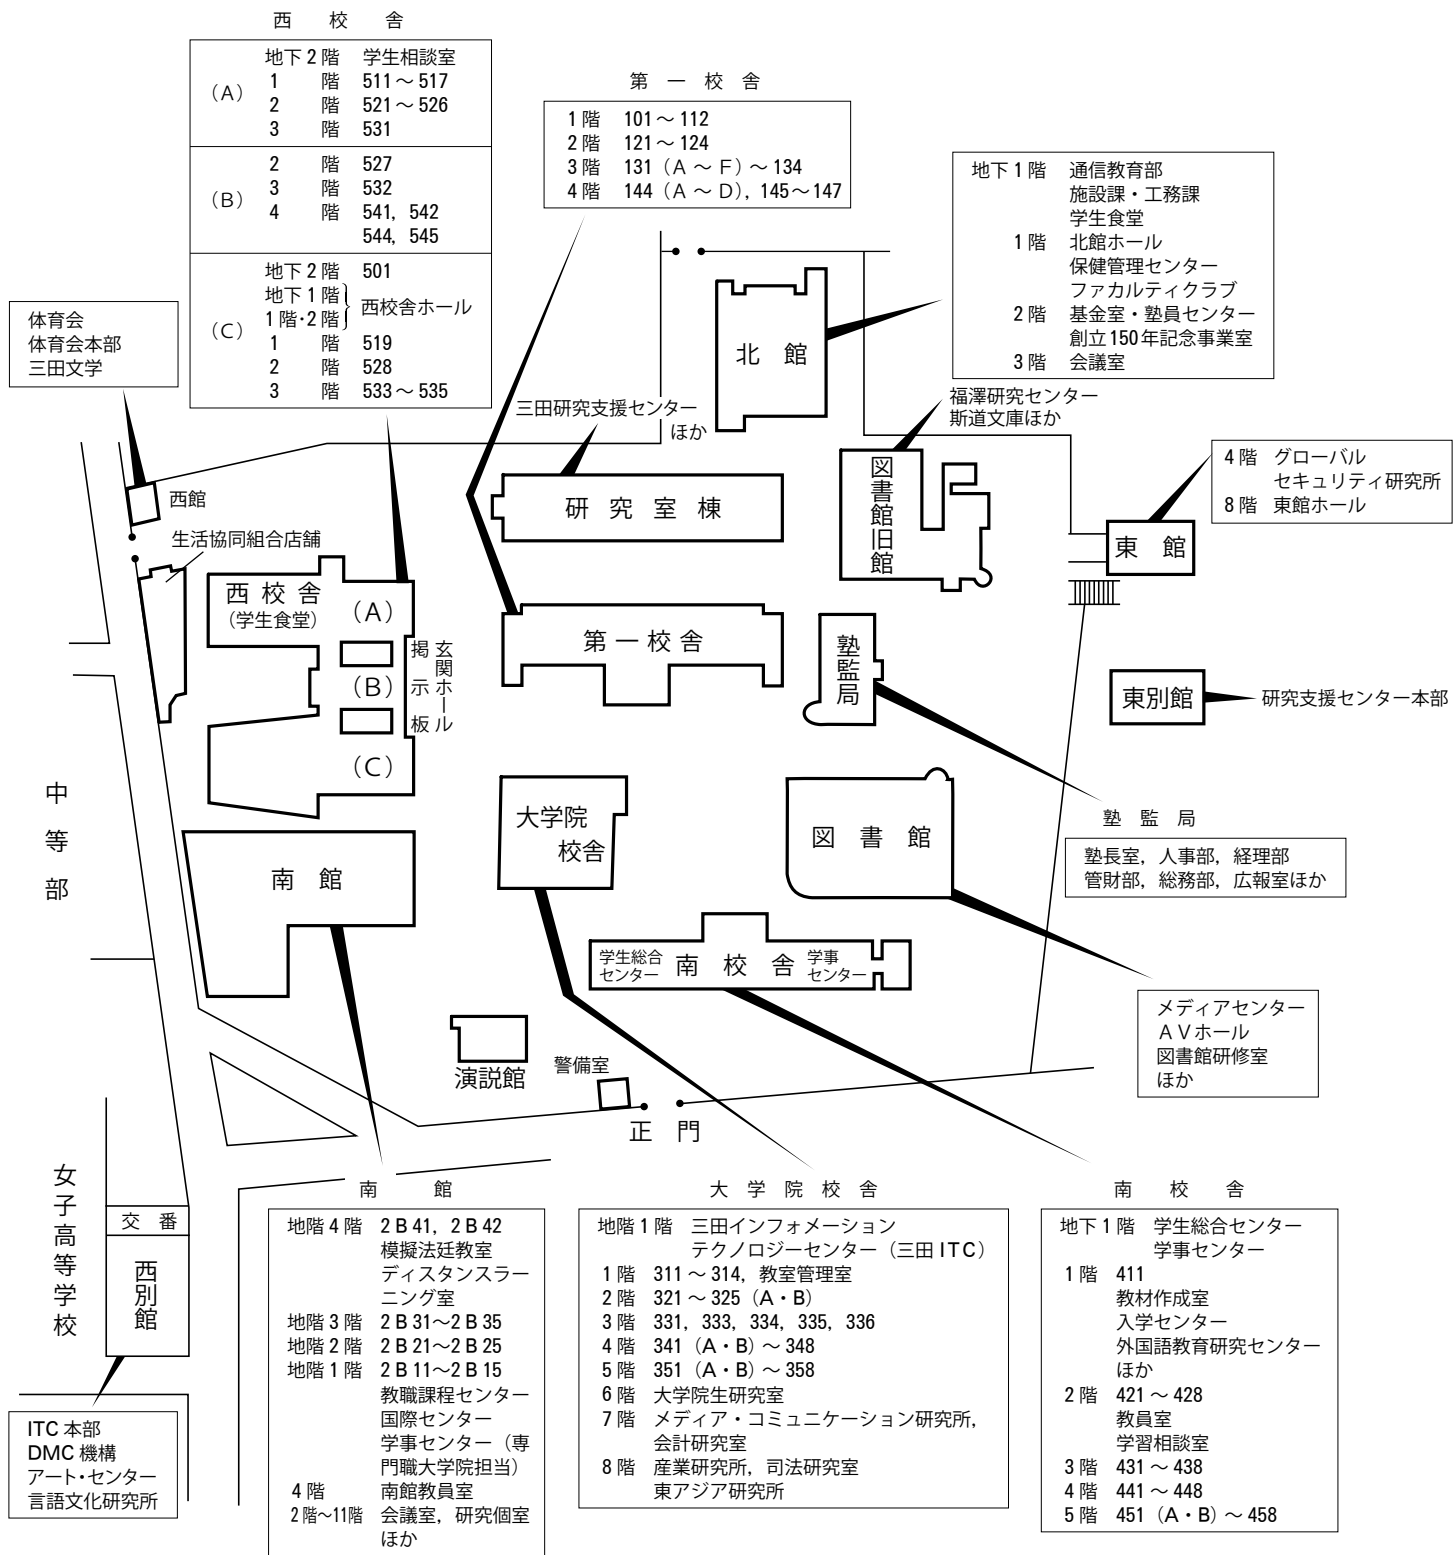 西校舎
(A)
地下2階 学生相談室
1階 511～517
2階 521～526
3階 531
(B)
2階 527
3階 532
4階 541，542
544，545
(C)
地下2階 501
地下1階
1階・2階
西校舎ホール
1階 519
2階 528
3階 533～535
第一校舎
1階 101～112
2階 121～124
3階 131（A～F）～134
4階 144（A～D），145～147
地下1階 通信教育部
施設課・工務課
学生食堂
1階 北館ホール
保健管理センター
ファカルティクラブ
2階 基金室・塾員センター
創立150年記念事業室
3階 会議室
体育会
体育会本部
三田文学
北館
三田研究支援センター
ほか
福澤研究センター
斯道文庫ほか
4階 グローバル
セキュリティ研究所
8階 東館ホール
西館
生活協同組合店舗
研究室棟
図書館旧館
東館
西校舎
（学生食堂）
（A）
（B）
（C）
掲示板
玄関ホール
第一校舎
塾監局
東別館
研究支援センター本部
中等部
大学院
校舎
図書館
塾監局
塾長室，人事部，経理部
管財部，総務部，広報室ほか
南館
学生総合
センター
南校舎
学事
センター
メディアセンター
AVホール
図書館研修室
ほか
演説館
警備室
正門
女子高等学校
交番
西別館
ITC本部
DMC機構
アート・センター
言語文化研究所
南館
地階4階 2B41，2B42
模擬法廷教室
ディスタンスラー
ニング室
地階3階 2B31～2B35
地階2階 2B21～2B25
地階1階 2B11～2B15
教職課程センター
国際センター
学事センター（専
門職大学院担当）
4階 南館教員室
2階～11階 会議室，研究個室
ほか
大学院校舎
地階1階 三田インフォメーション
テクノロジーセンター（三田ITC）
1階 311～314，教室管理室
2階 321～325（A・B）
3階 331，333，334，335，336
4階 341（A・B）～348
5階 351（A・B）～358
6階 大学院生研究室
7階 メディア・コミュニケーション研究所，
会計研究室
8階 産業研究所，司法研究室
東アジア研究所
南校舎
地下1階 学生総合センター
学事センター
1階 411
教材作成室
入学センター
外国語教育研究センター
ほか
2階 421～428
教員室
学習相談室
3階 431～438
4階 441～448
5階 451（A・B）～458